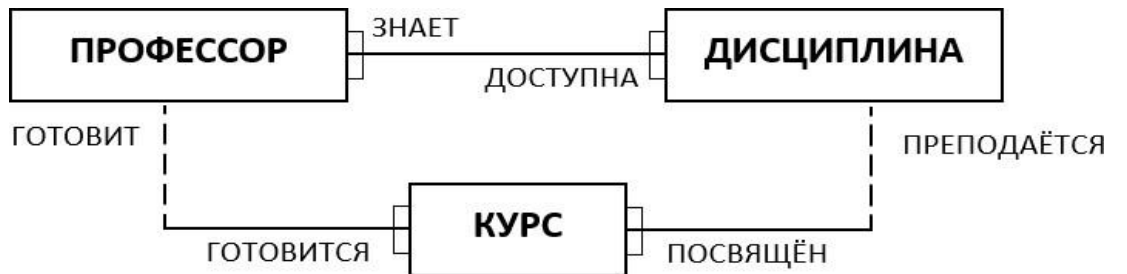 ПРОФЕССОР
ЗНАЕТ
ДОСТУПНА
ДИСЦИПЛИНА
ГОТОВИТ
ПРЕПОДАЁТСЯ
КУРС
ГОТОВИТСЯ
ПОСВЯЩЁН